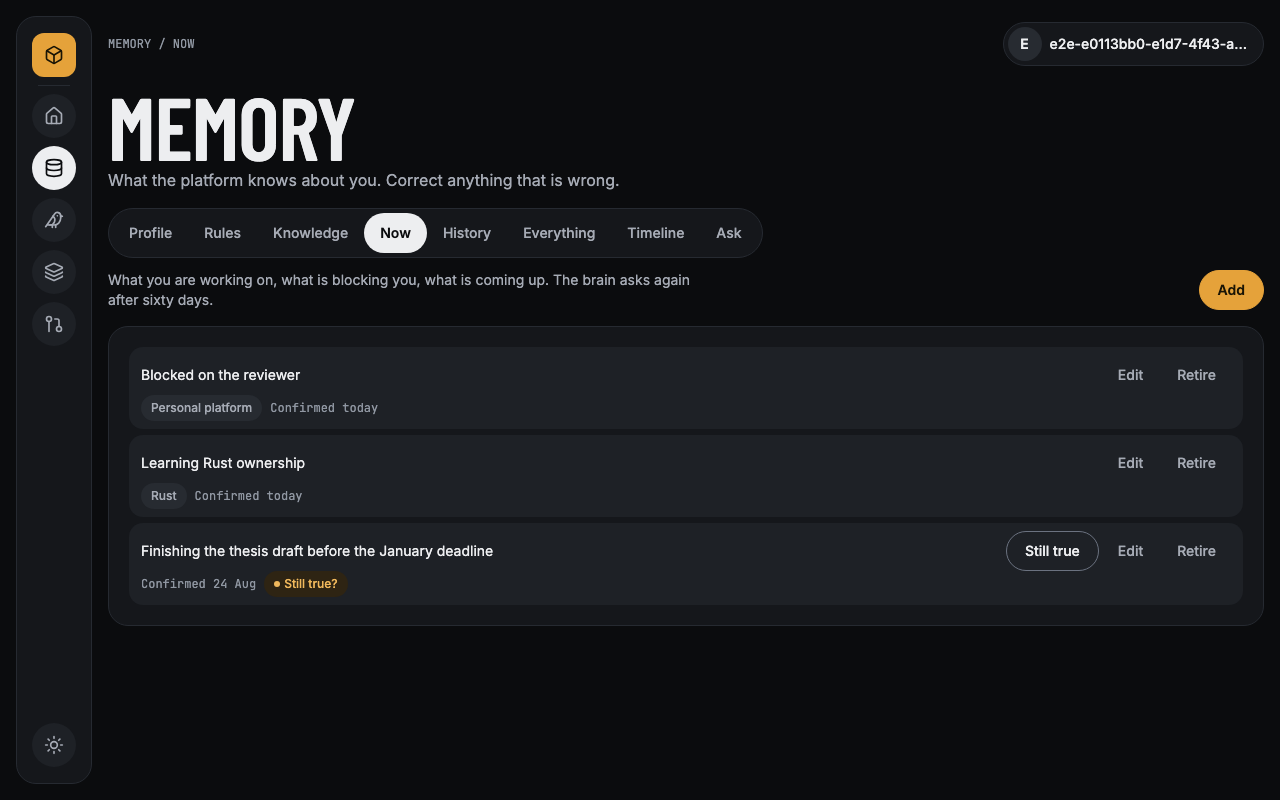 MEMORY / NOW
E
e2e-e0113bb0-e1d7-4f43-a...
MEMORY
What the platform knows about you. Correct anything that is wrong.
Profile
Rules
Knowledge
Now
History
Everything
Timeline
Ask
What you are working on, what is blocking you, what is coming up. The brain asks again
after sixty days.
Add
Blocked on the reviewer
Edit
Retire
Personal platform
Confirmed today
Learning Rust ownership
Edit
Retire
Rust
Confirmed today
Finishing the thesis draft before the January deadline
Still true
Edit
Retire
Confirmed 24 Aug
Still true?